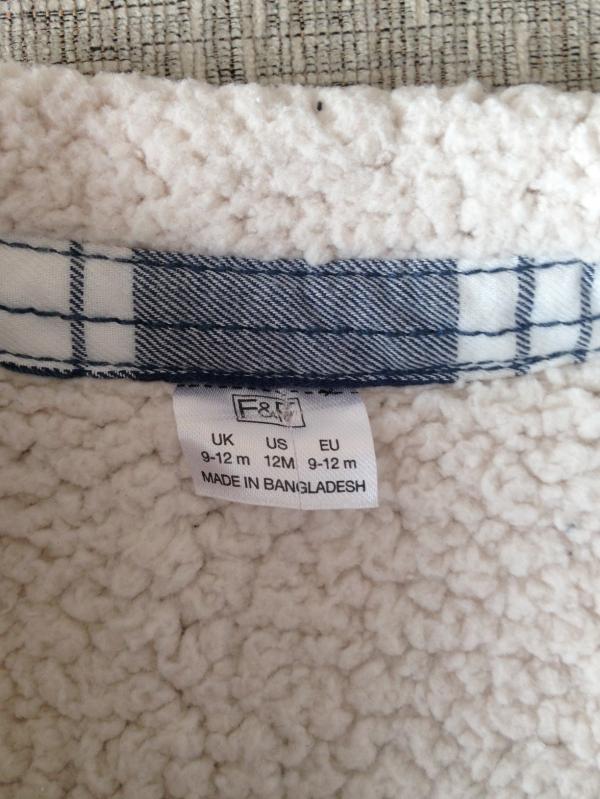 F&F
UK US EU
9-12 m 12M 9-12 m
MADE IN BANGLADESH